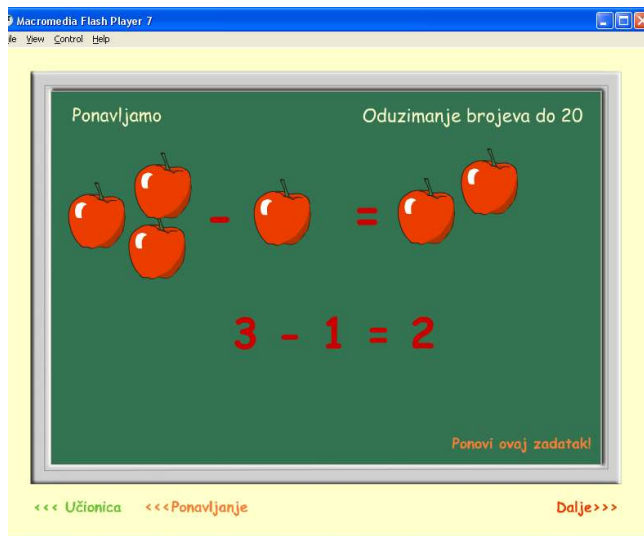 Macromedia Flash Player 7
ile View Control Help
Ponavljamo
Oduzimanje brojeva do 20
- =
3 - 1 = 2
Ponovi ovaj zadatak!
<<< Učionica
<<<Ponavljanje
Dalje>>>